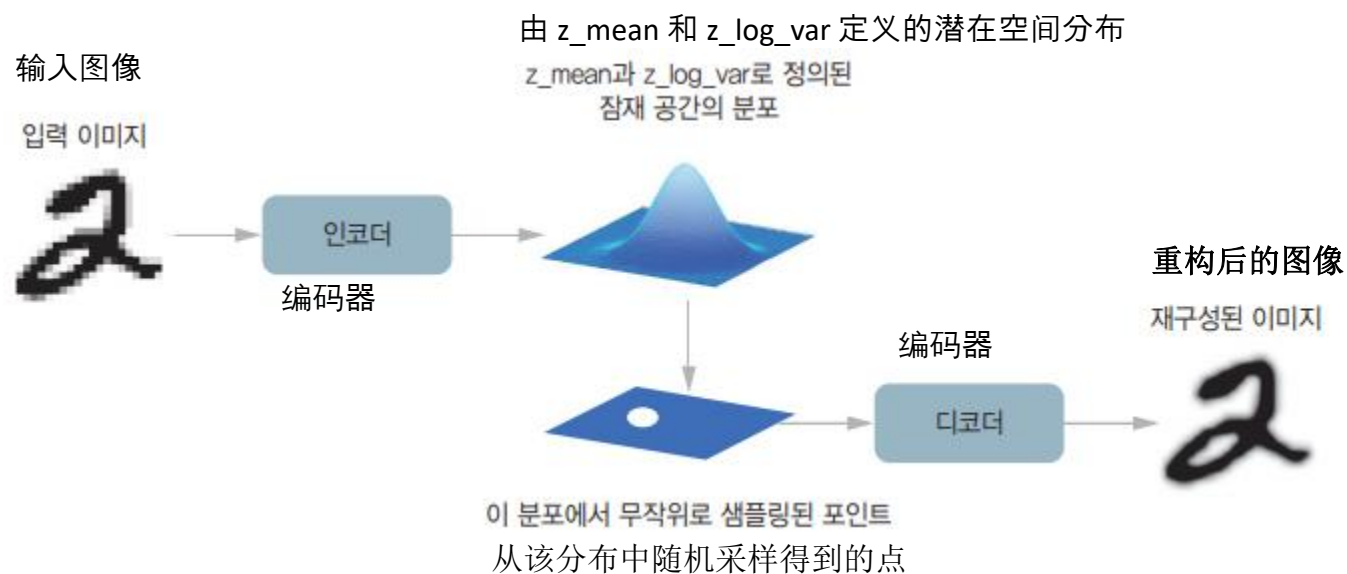 由 z_mean 和 z_log_var 定义的潜在空间分布
输入图像
z_mean과 z_log_var로 정의된
잠재 공간의 분포
입력 이미지
인코더
编码器
重构后的图像
재구성된 이미지
编码器
디코더
이 분포에서 무작위로 샘플링된 포인트
从该分布中随机采样得到的点
2
2